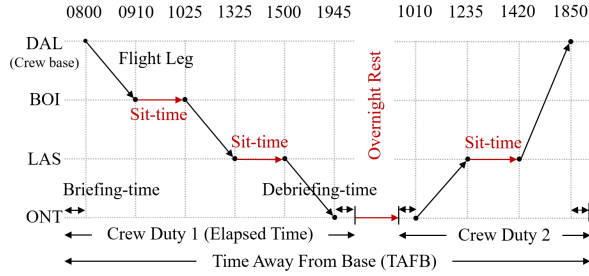 0800 0910 1025 1325 1500 1945 1010 1235 1420 1850
DAL
(Crew base)
Flight Leg
BOI
Sit-time
Overnight Rest
LAS
Sit-time
Sit-time
Briefing-time
Debriefing-time
ONT
Crew Duty 1 (Elapsed Time)
Crew Duty 2
Time Away From Base (TAFB)